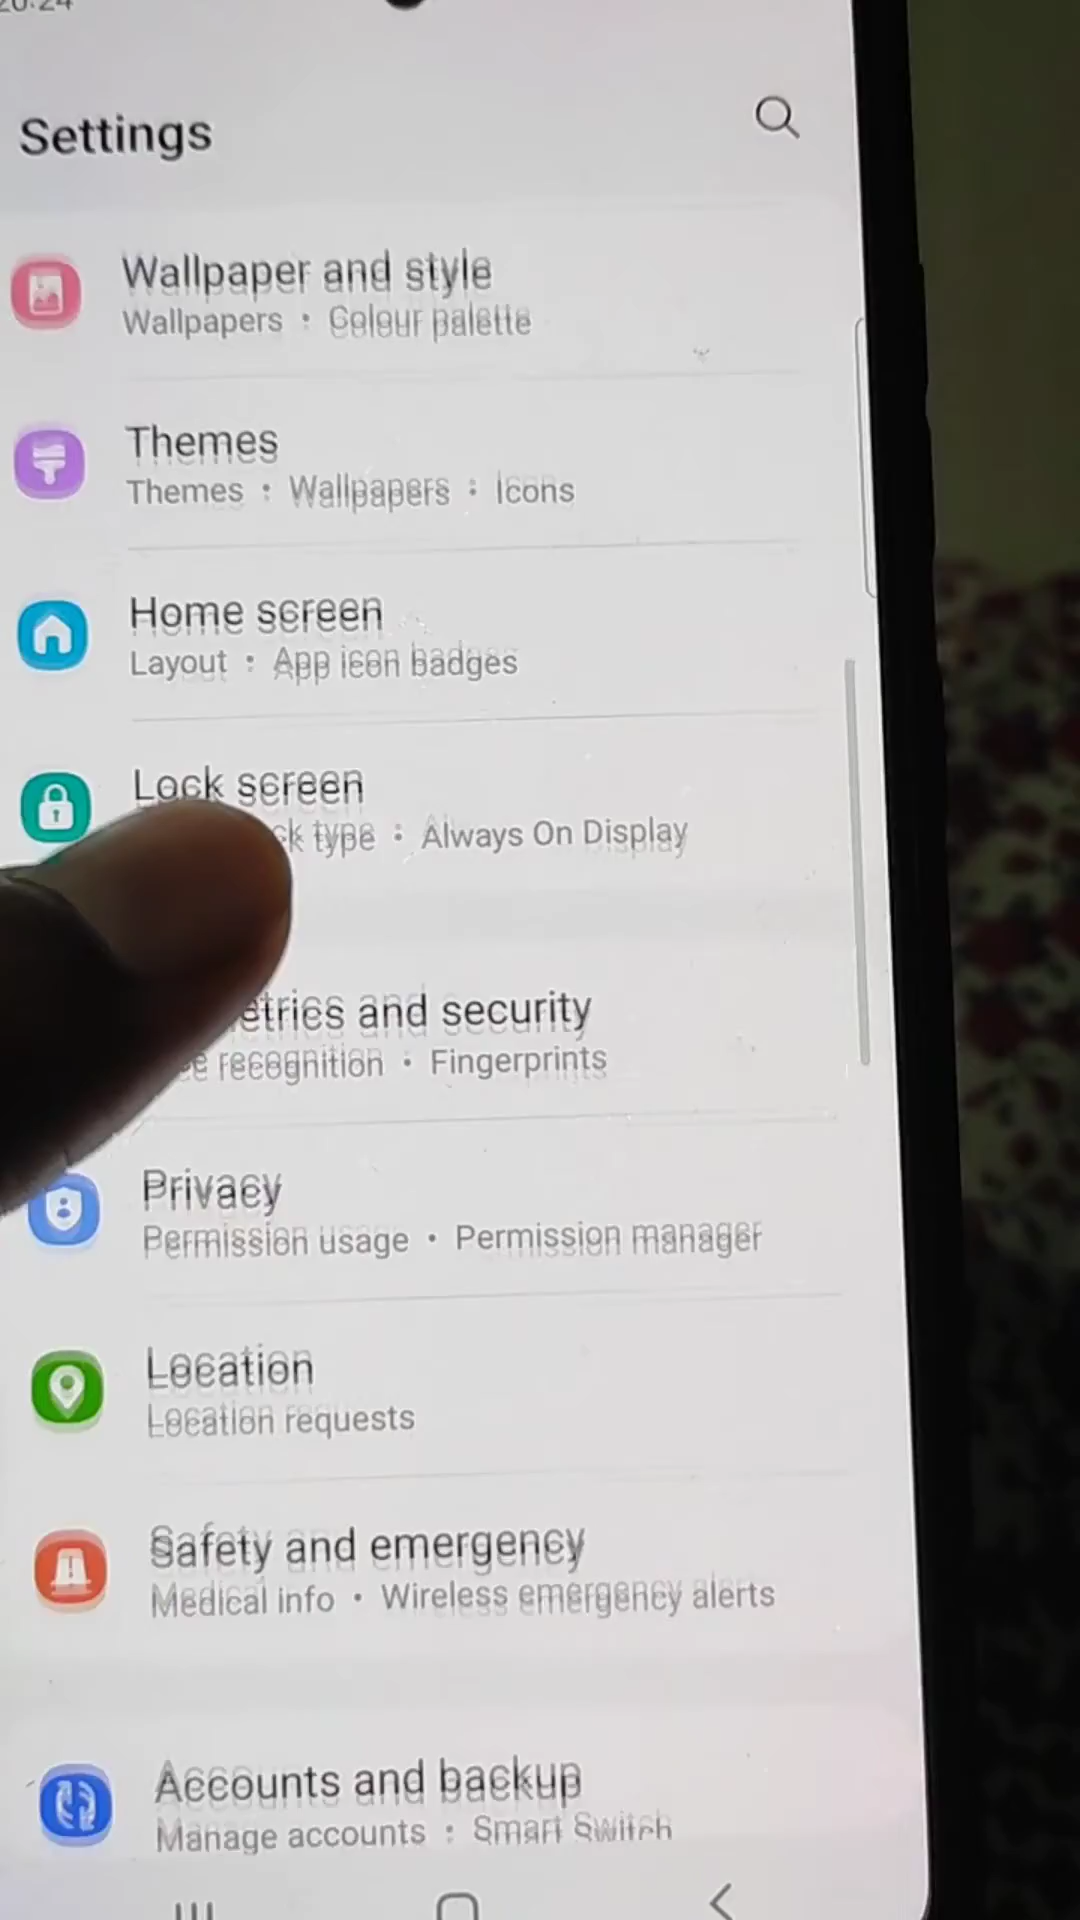 20:24
Settings
Wallpaper and style
Wallpapers : Colour palette
Themes
Themes : Wallpapers : Icons
Home screen
Layout : App icon badges
Lock screen
type : Always On Display
and security
recognition • Fingerprints
Privacy
Permission usage • Permission manager
Location
Location requests
Safety and emergency
Medical info • Wireless emergency alerts
Accounts and backup
Manage accounts : Smart Switch